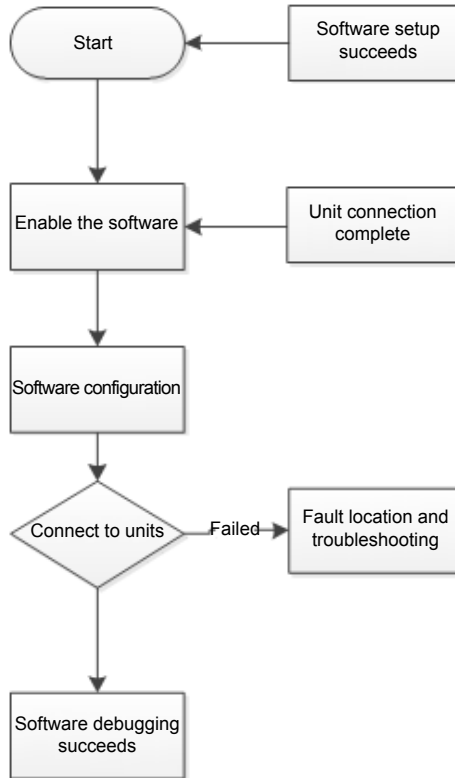 Start
Software setup
succeeds
Enable the software
Unit connection
complete
Software configuration
Connect to units
Failed
Fault location and
troubleshooting
Software debugging
succeeds